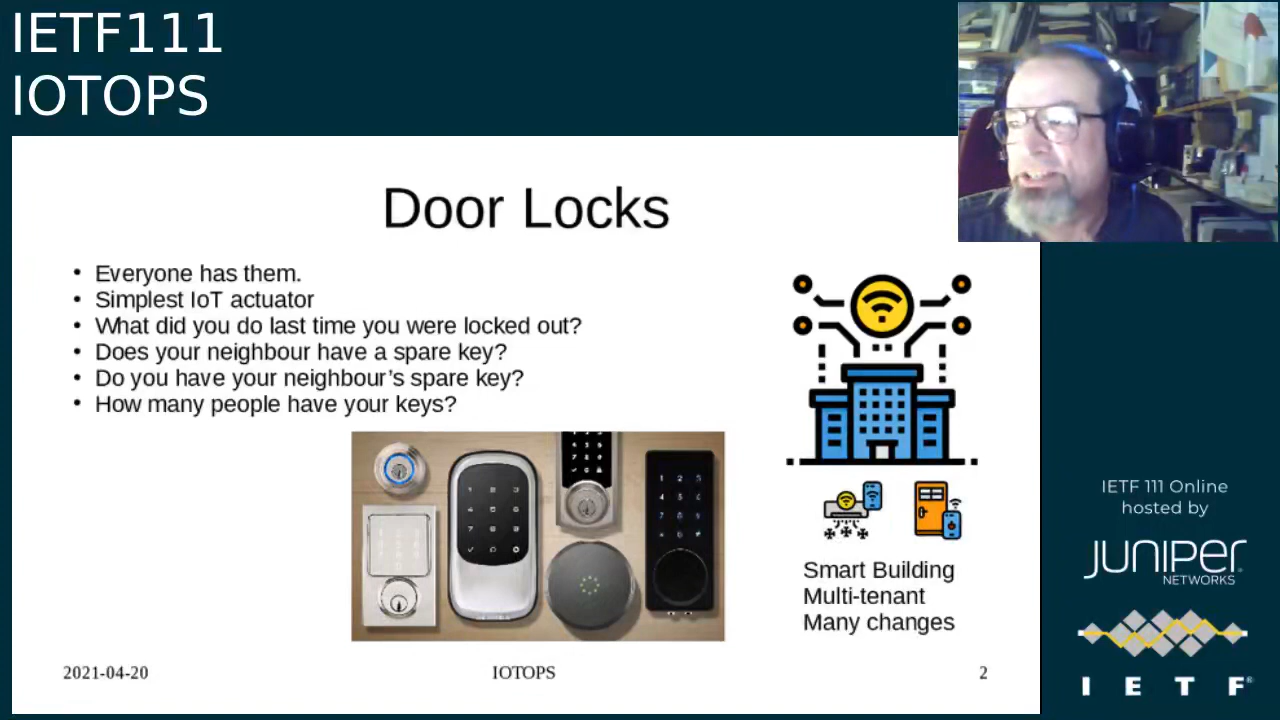 IETF111
IOTOPS
Door Locks
• Everyone has them.
• Simplest IoT actuator
• What did you do last time you were locked out?
• Does your neighbour have a spare key?
• Do you have your neighbour's spare key?
• How many people have your keys?
Smart Building
Multi-tenant
Many changes
2021-04-20
IOTOPS
2
IETF 111 Online
hosted by
JUNIPER
NETWORKS
I E T F®